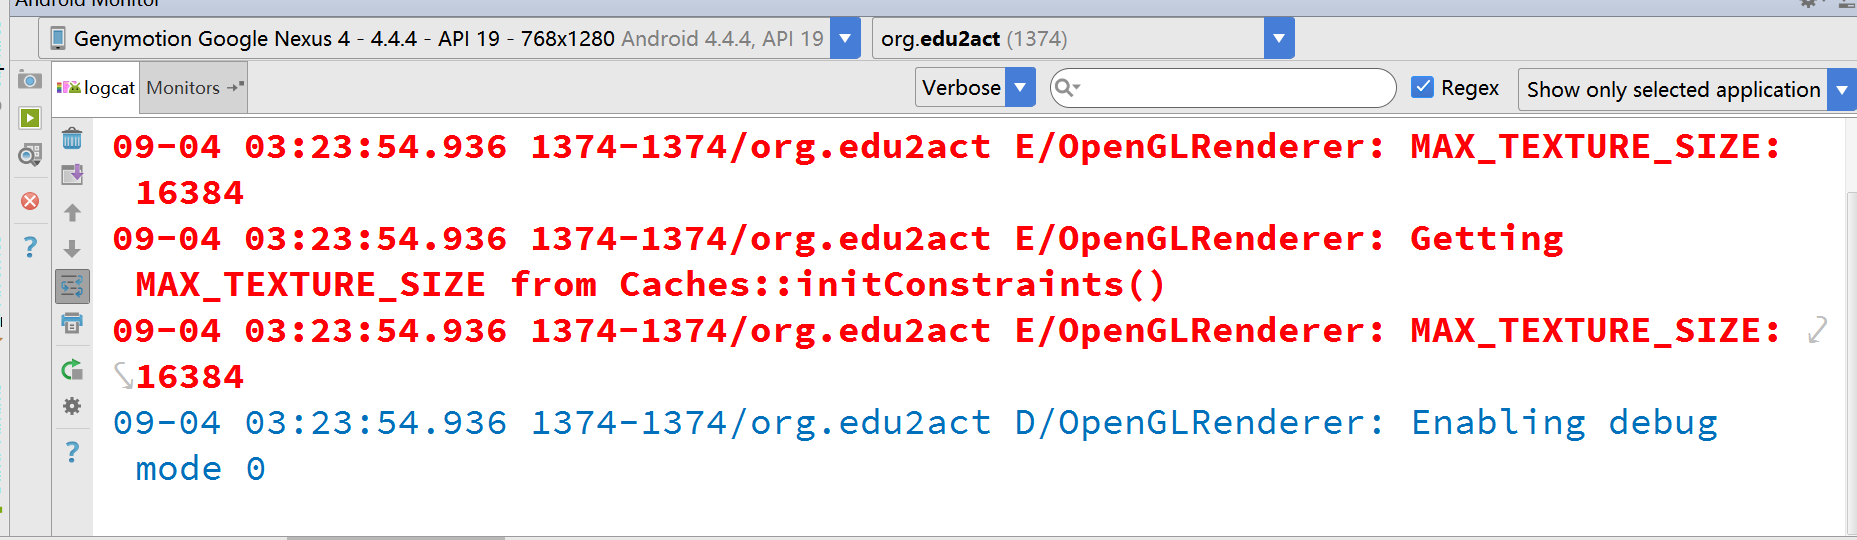 Android Monitor
Genymotion Google Nexus 4 - 4.4.4 - API 19 - 768x1280 Android 4.4.4, API 19
org.edu2act (1374)
logcat
Monitors
Verbose
Regex
Show only selected application
09-04 03:23:54.936 1374-1374/org.edu2act E/OpenGLRenderer: MAX_TEXTURE_SIZE:
16384
09-04 03:23:54.936 1374-1374/org.edu2act E/OpenGLRenderer: Getting
MAX_TEXTURE_SIZE from Caches::initConstraints()
09-04 03:23:54.936 1374-1374/org.edu2act E/OpenGLRenderer: MAX_TEXTURE_SIZE:
16384
09-04 03:23:54.936 1374-1374/org.edu2act D/OpenGLRenderer: Enabling debug
mode 0